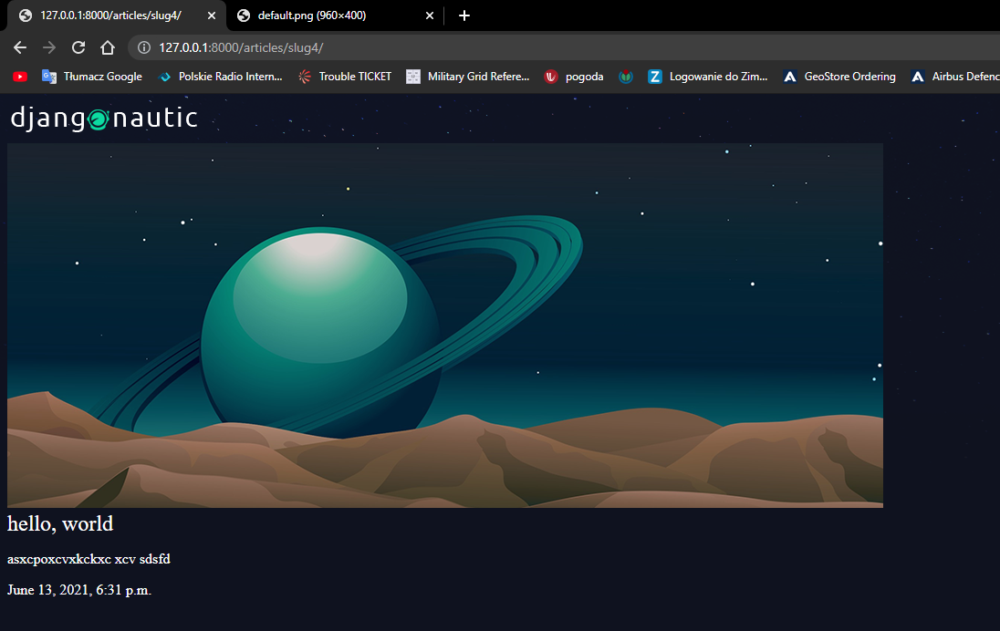 127.0.0.1:8000/articles/slug4/
default.png (960×400)
127.0.0.1:8000/articles/slug4/
Tłumacz Google
Polskie Radio Intern...
Trouble TICKET
Military Grid Refere...
pogoda
Z Logowanie do Zim...
GeoStore Ordering
Airbus Defenc
djangonautic
hello, world
asxcpoxcvxkckxc xcv sdsfd
June 13, 2021, 6:31 p.m.